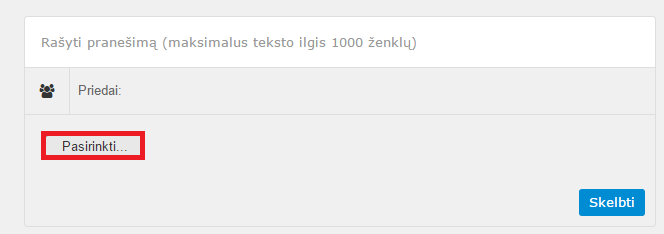 Rašyti pranešimą (maksimalus teksto ilgis 1000 ženklų)
Priedai:
Pasirinkti...
Skelbti